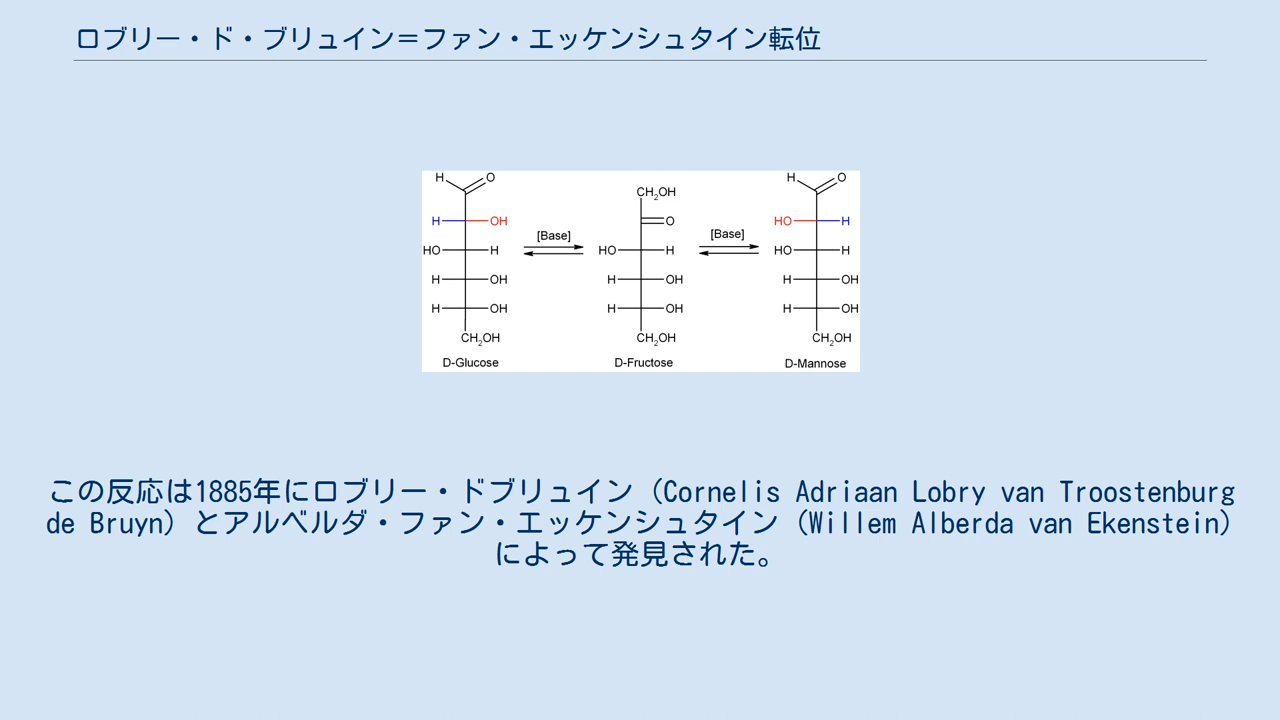 ロブリー・ド・ブリュイン＝ファン・エッケンシュタイン転位
H O CH₂OH H O
H OH O HO H
[Base] [Base]
HO H HO H HO H
H OH H OH H OH
H OH H OH H OH
CH₂OH CH₂OH CH₂OH
D-Glucose D-Fructose D-Mannose
この反応は1885年にロブリー・ドブリュイン（Cornelis Adriaan Lobry van Troostenburg
de Bruyn）とアルベルダ・ファン・エッケンシュタイン（Willem Alberda van Ekenstein）
によって発見された。